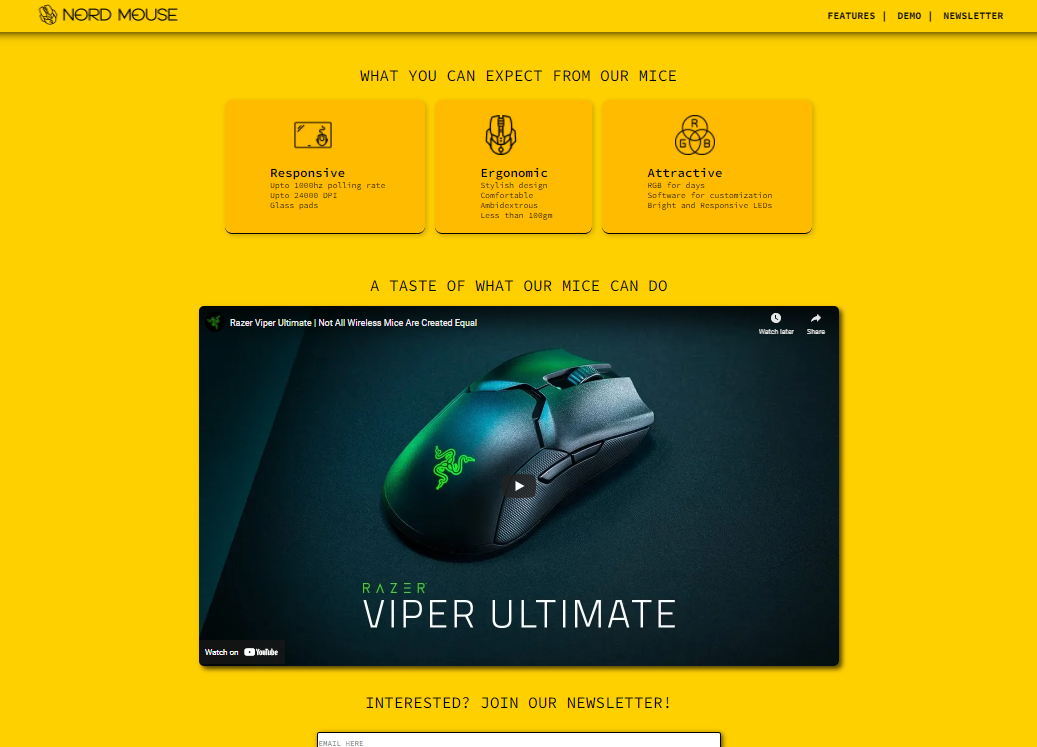 NORD MOUSE
FEATURES | DEMO | NEWSLETTER
WHAT YOU CAN EXPECT FROM OUR MICE
R
G B
Responsive
Upto 1000hz polling rate
Upto 24000 DPI
Glass pads
Ergonomic
Stylish design
Comfortable
Ambidextrous
Less than 100gm
Attractive
RGB for days
Software for customization
Bright and Responsive LEDs
A TASTE OF WHAT OUR MICE CAN DO
Razer Viper Ultimate | Not All Wireless Mice Are Created Equal
Watch later
Share
RAZER
VIPER ULTIMATE
Watch on YouTube
INTERESTED? JOIN OUR NEWSLETTER!
EMAIL HERE